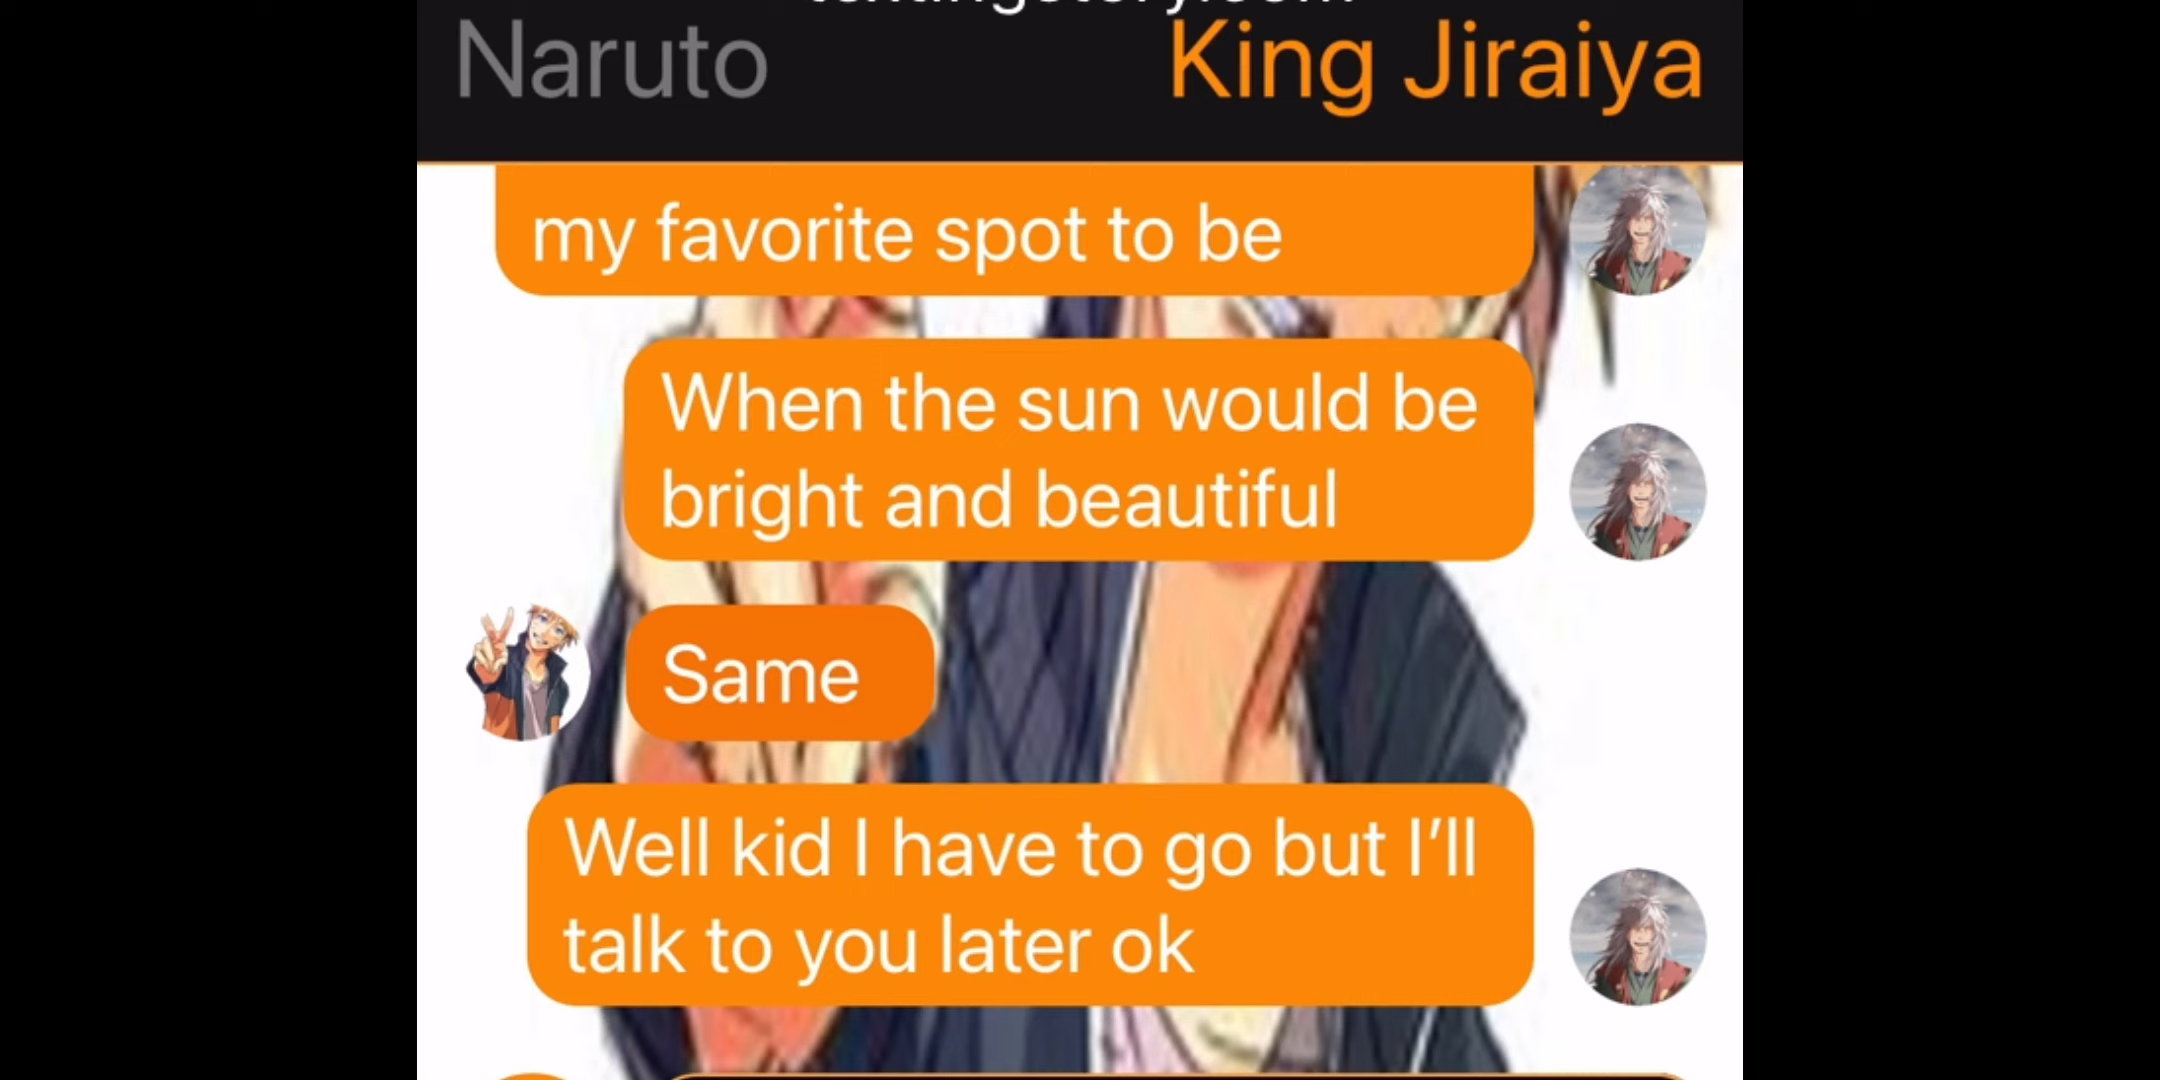 Naruto
King Jiraiya
my favorite spot to be
When the sun would be
bright and beautiful
Same
Well kid I have to go but I'll
talk to you later ok